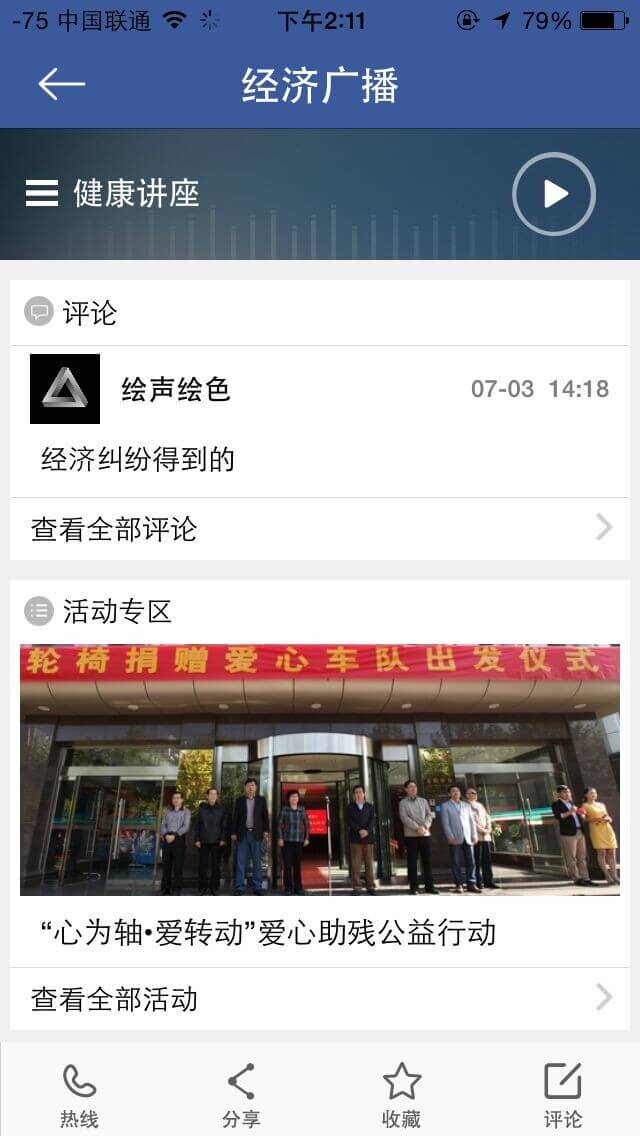 -75 中国联通 下午2:11 79%
经济广播
健康讲座
评论
绘声绘色 07-03 14:18
经济纠纷得到的
查看全部评论
活动专区
轮椅捐赠爱心车队出发仪式
“心为轴•爱转动”爱心助残公益行动
查看全部活动
热线 分享 收藏 评论